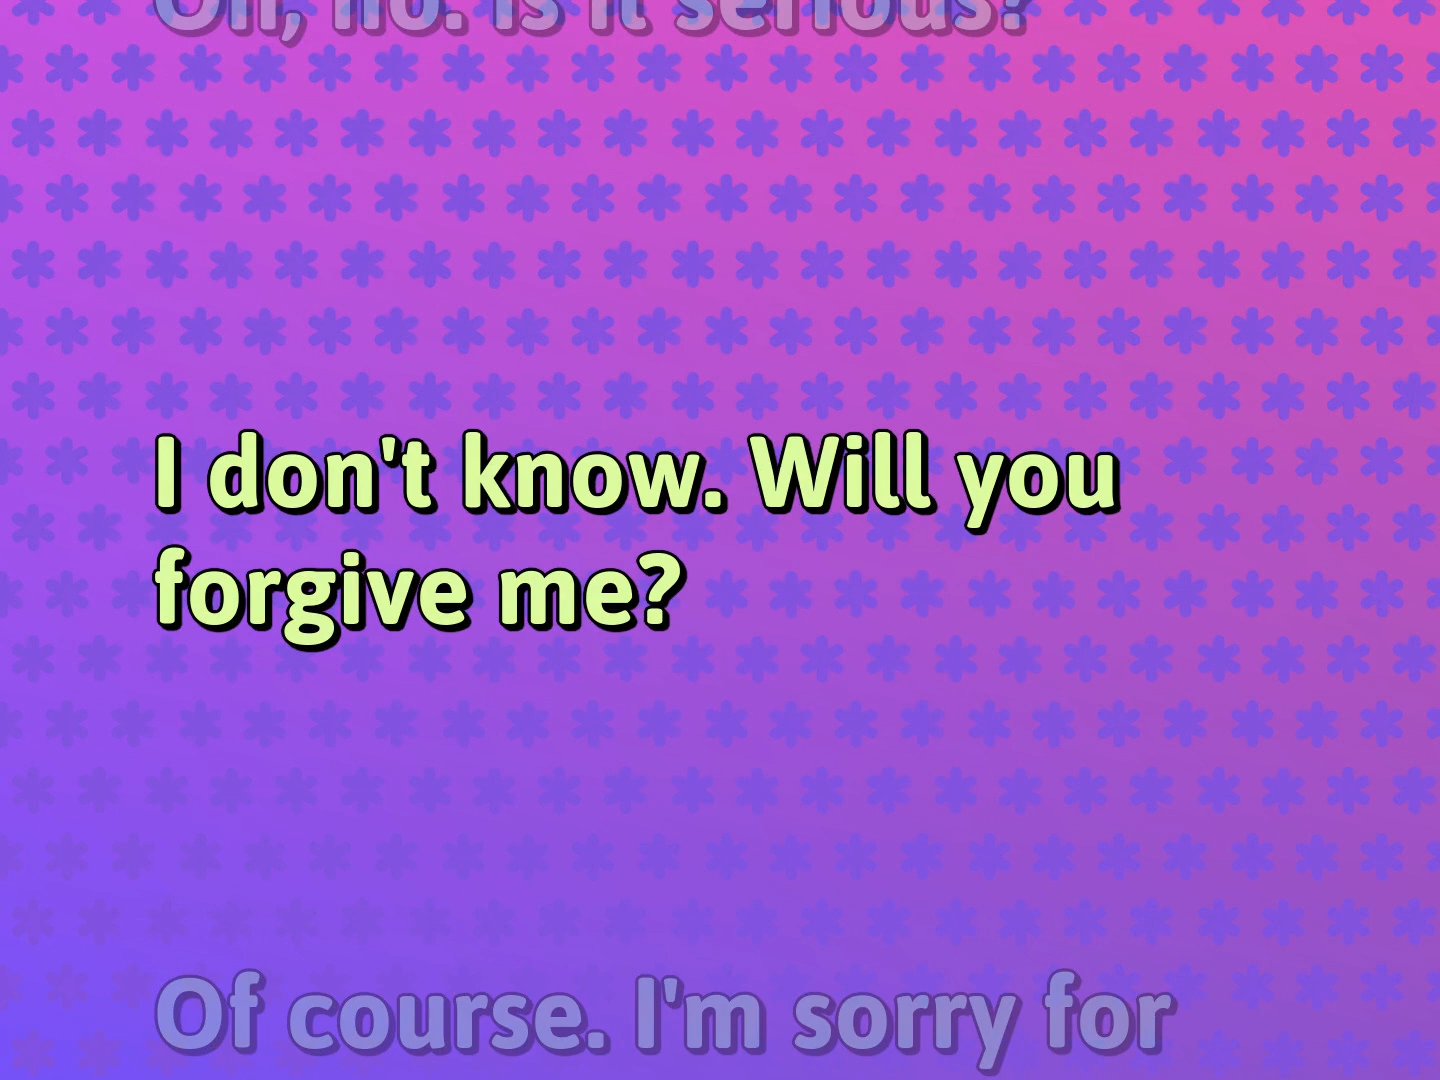 Oh, no. Is it serious?
I don't know. Will you
forgive me?
Of course. I'm sorry for